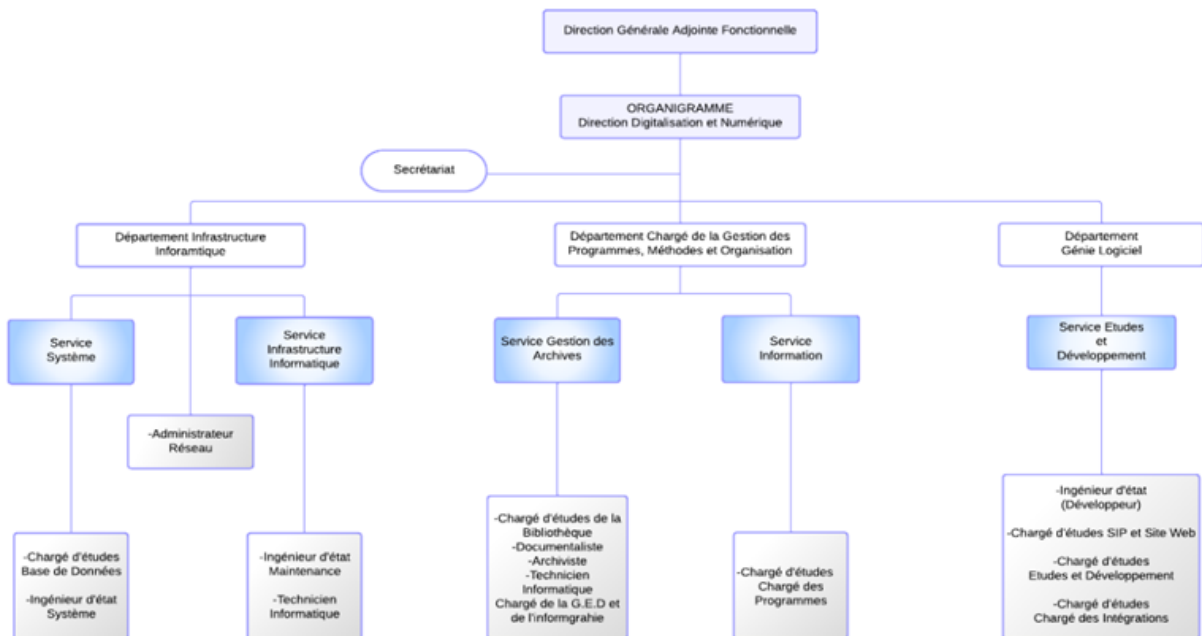 Direction Générale Adjointe Fonctionnelle
ORGANIGRAMME
Direction Digitalisation et Numérique
Secrétariat
Département Infrastructure
Inforamtique
Département Chargé de la Gestion des
Programmes, Méthodes et Organisation
Département
Génie Logiciel
Service
Système
Service
Infrastructure
Informatique
Service Gestion des
Archives
Service
Information
Service Etudes
et
Développement
-Administrateur
Réseau
-Chargé d'études
Base de Données
-Ingénieur d'état
Système
-Ingénieur d'état
Maintenance
-Technicien
Informatique
-Chargé d'études de la
Bibliothèque
-Documentaliste
-Archiviste
-Technicien
Informatique
Chargé de la G.E.D et
de l'informgrahie
-Chargé d'études
Chargé des
Programmes
-Ingénieur d'état
(Développeur)
-Chargé d'études SIP et Site Web
-Chargé d'études
Etudes et Développement
-Chargé d'études
Chargé des Intégrations